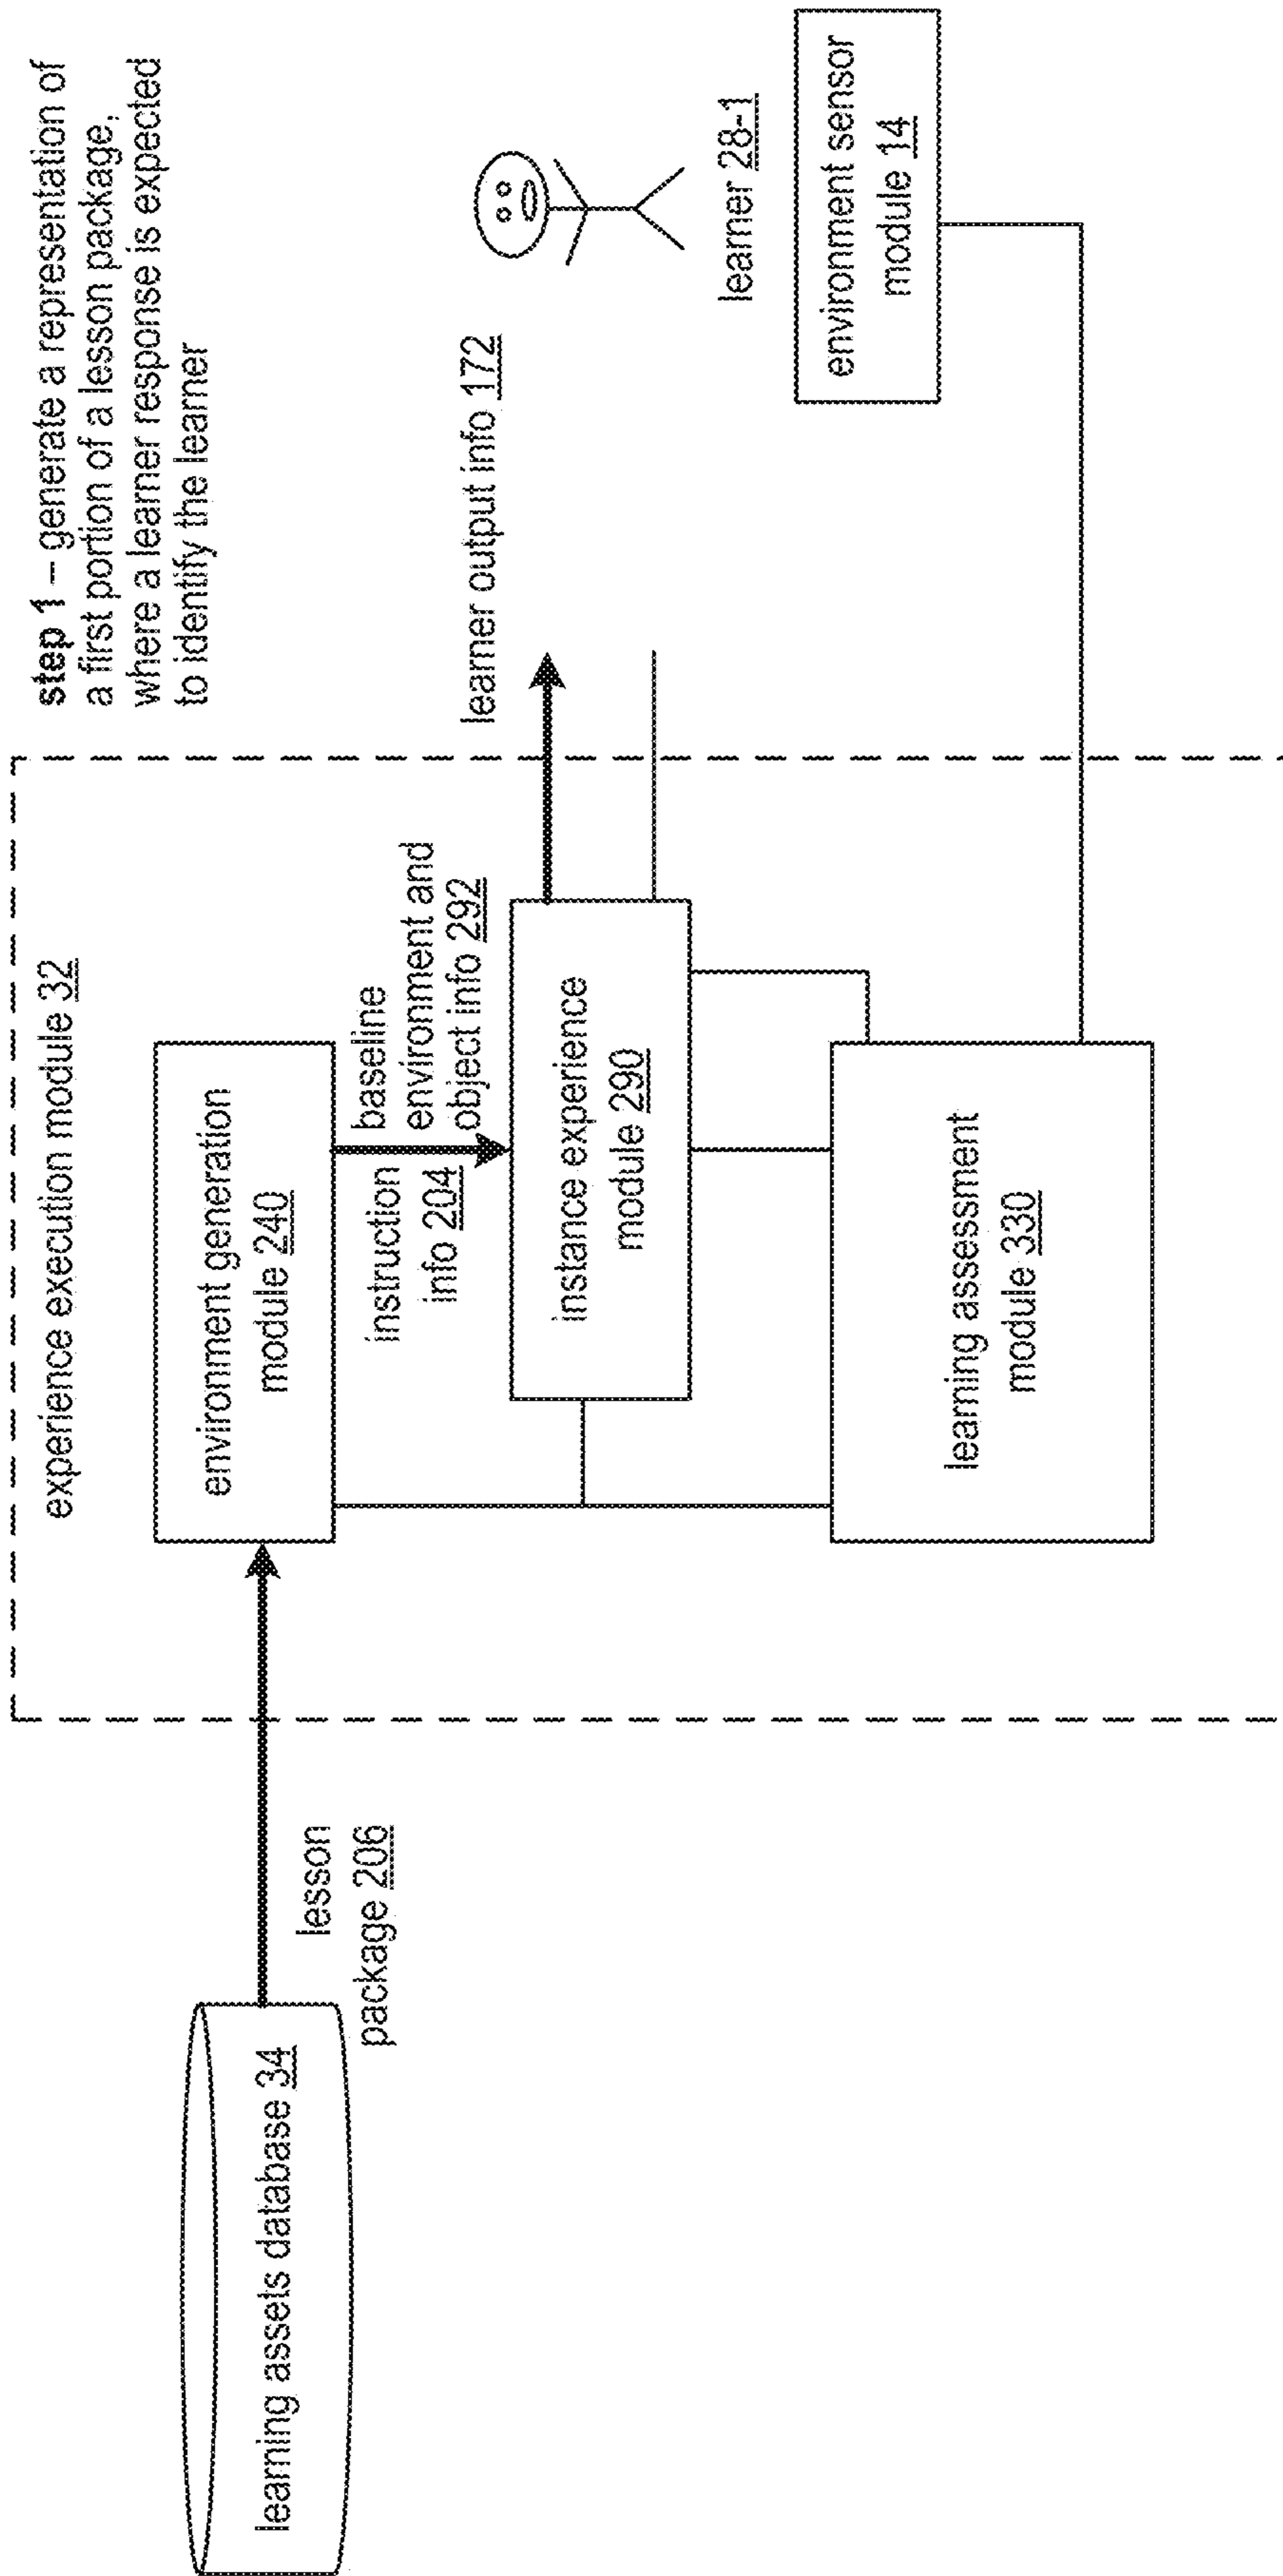 step 1 – generate a representation of
a first portion of a lesson package,
where a learner response is expected
to identify the learner
experience execution module 32
learning assets database 34
lesson
package 206
environment generation
module 240
instruction
info 204
baseline
environment and
object info 292
instance experience
module 290
learner output info 172
learner 28-1
learning assessment
module 330
environment sensor
module 14